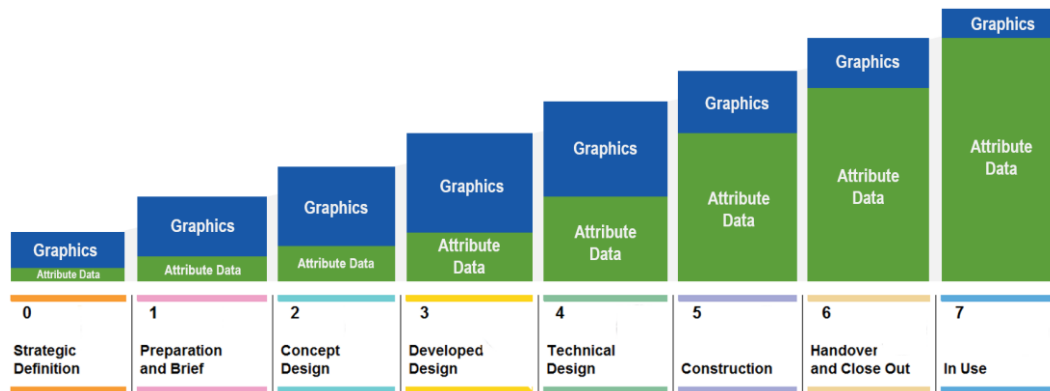 Graphics
Attribute Data
Graphics
Attribute Data
Graphics
Attribute Data
Graphics
Attribute
Data
Graphics
Attribute
Data
Graphics
Attribute
Data
Graphics
Attribute
Data
Graphics
Attribute
Data
0
Strategic
Definition
1
Preparation
and Brief
2
Concept
Design
3
Developed
Design
4
Technical
Design
5
Construction
6
Handover
and Close Out
7
In Use